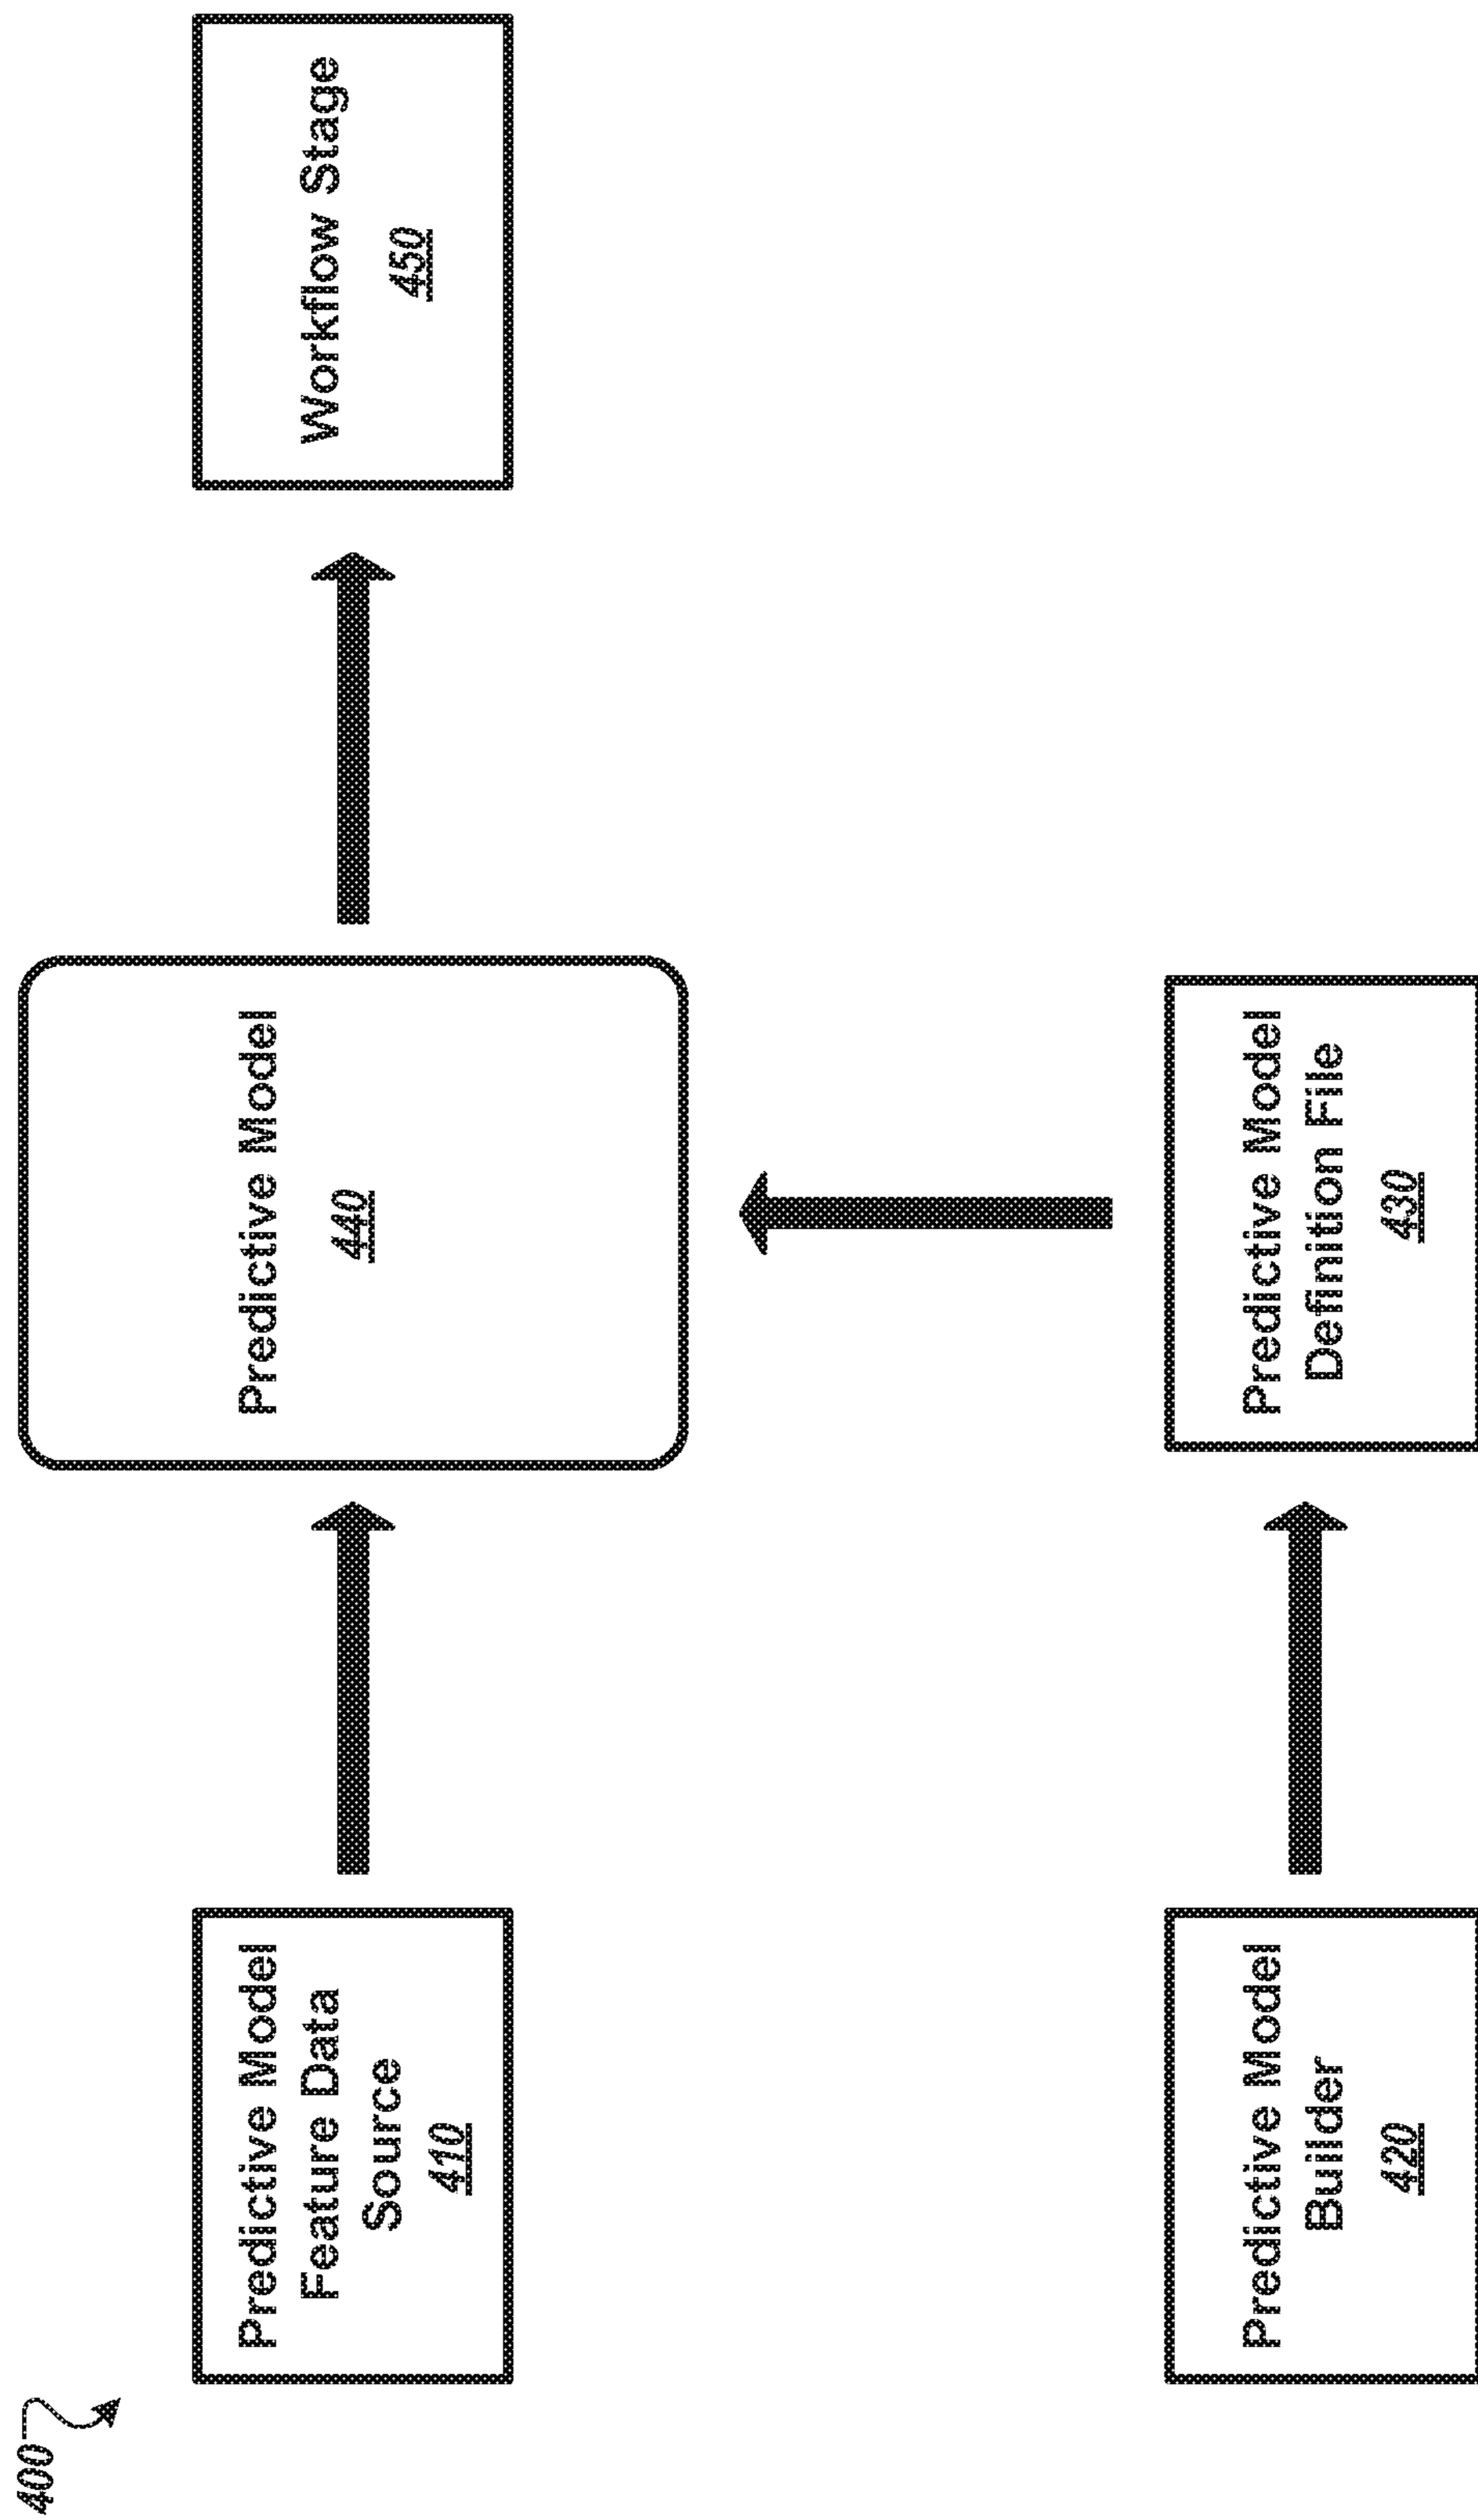 400
Predictive Model
Feature Data
Source
410
Predictive Model
440
Workflow Stage
450
Predictive Model
Builder
420
Predictive Model
Definition File
430